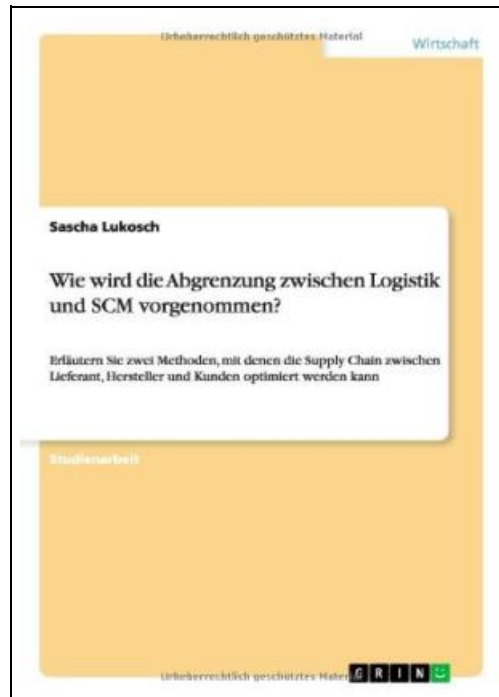 Urheberrechtlich geschütztes Material
Wirtschaft
Sascha Lukosch
Wie wird die Abgrenzung zwischen Logistik
und SCM vorgenommen?
Erläutern Sie zwei Methoden, mit denen die Supply Chain zwischen
Lieferant, Hersteller und Kunden optimiert werden kann
Studienarbeit
Urheberrechtlich geschütztes Mater
GRIN